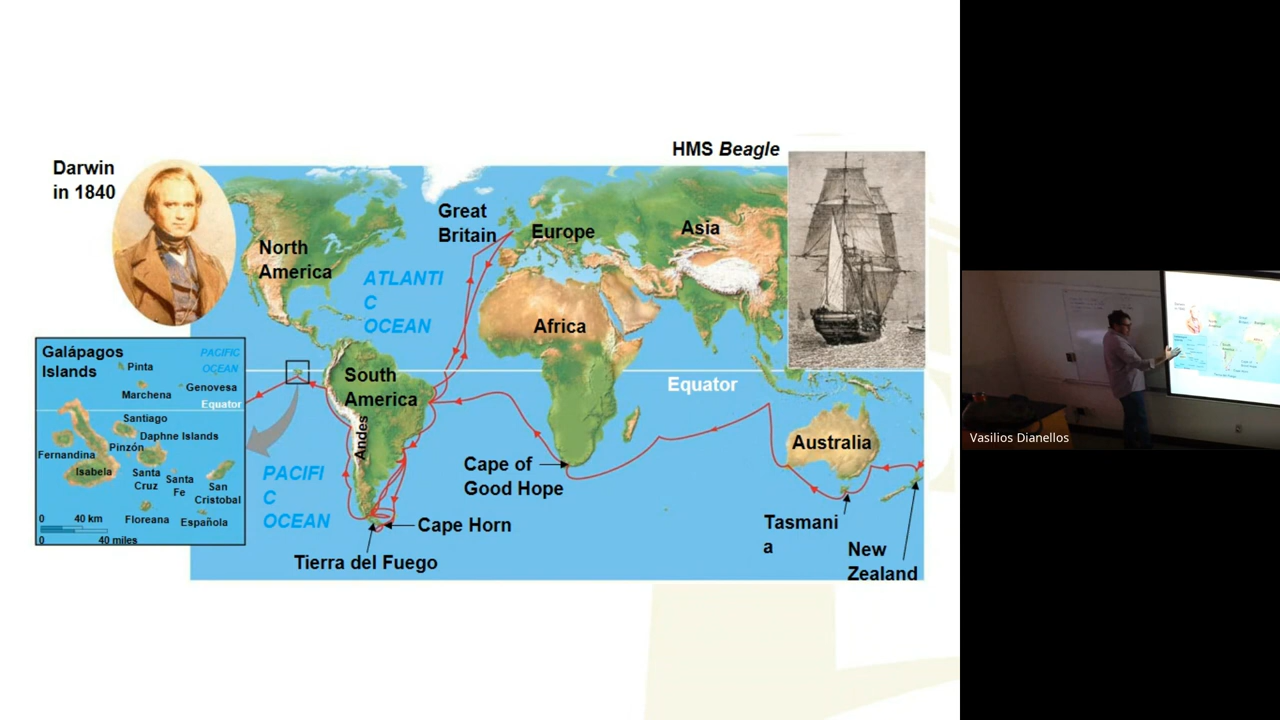 HMS Beagle
Darwin
in 1840
Great
Britain
Europe
Asia
North
America
ATLANTI
C
OCEAN
Africa
Galápagos
Islands
PACIFIC
OCEAN
Pinta
Genovesa
Marchena
Equator
Santiago
Daphne Islands
Pinzón
Fernandina
Isabela
Santa
Cruz
Santa
Fe
San
Cristobal
Floreana
Española
0
40 km
0
40 miles
South
America
Andes
Equator
Australia
PACIFI
C
OCEAN
Cape of
Good Hope
Cape Horn
Tierra del Fuego
Tasmani
a
New
Zealand
Vasilios Dianellos